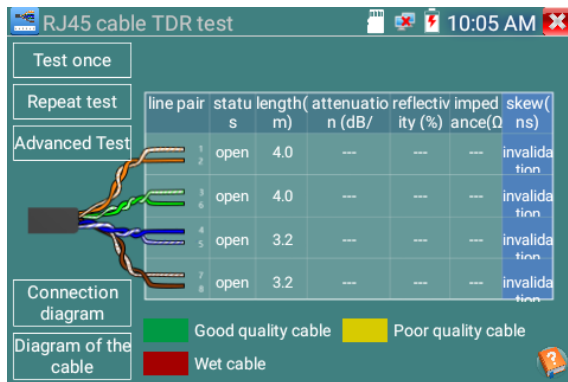 RJ45 cable TDR test 10:05 AM
Test once
Repeat test
Advanced Test
Connection
diagram
Diagram of the
cable
line pair statu length( attenuatio reflectiv imped skew(
s m) n (dB/ ity (%) ance(Ω ns)
1 open 4.0 --- --- --- invalida
2 tion
3 open 4.0 --- --- --- invalida
6 tion
4 open 3.2 --- --- --- invalida
5 tion
7 open 3.2 --- --- --- invalida
8 tion
Good quality cable Poor quality cable
Wet cable